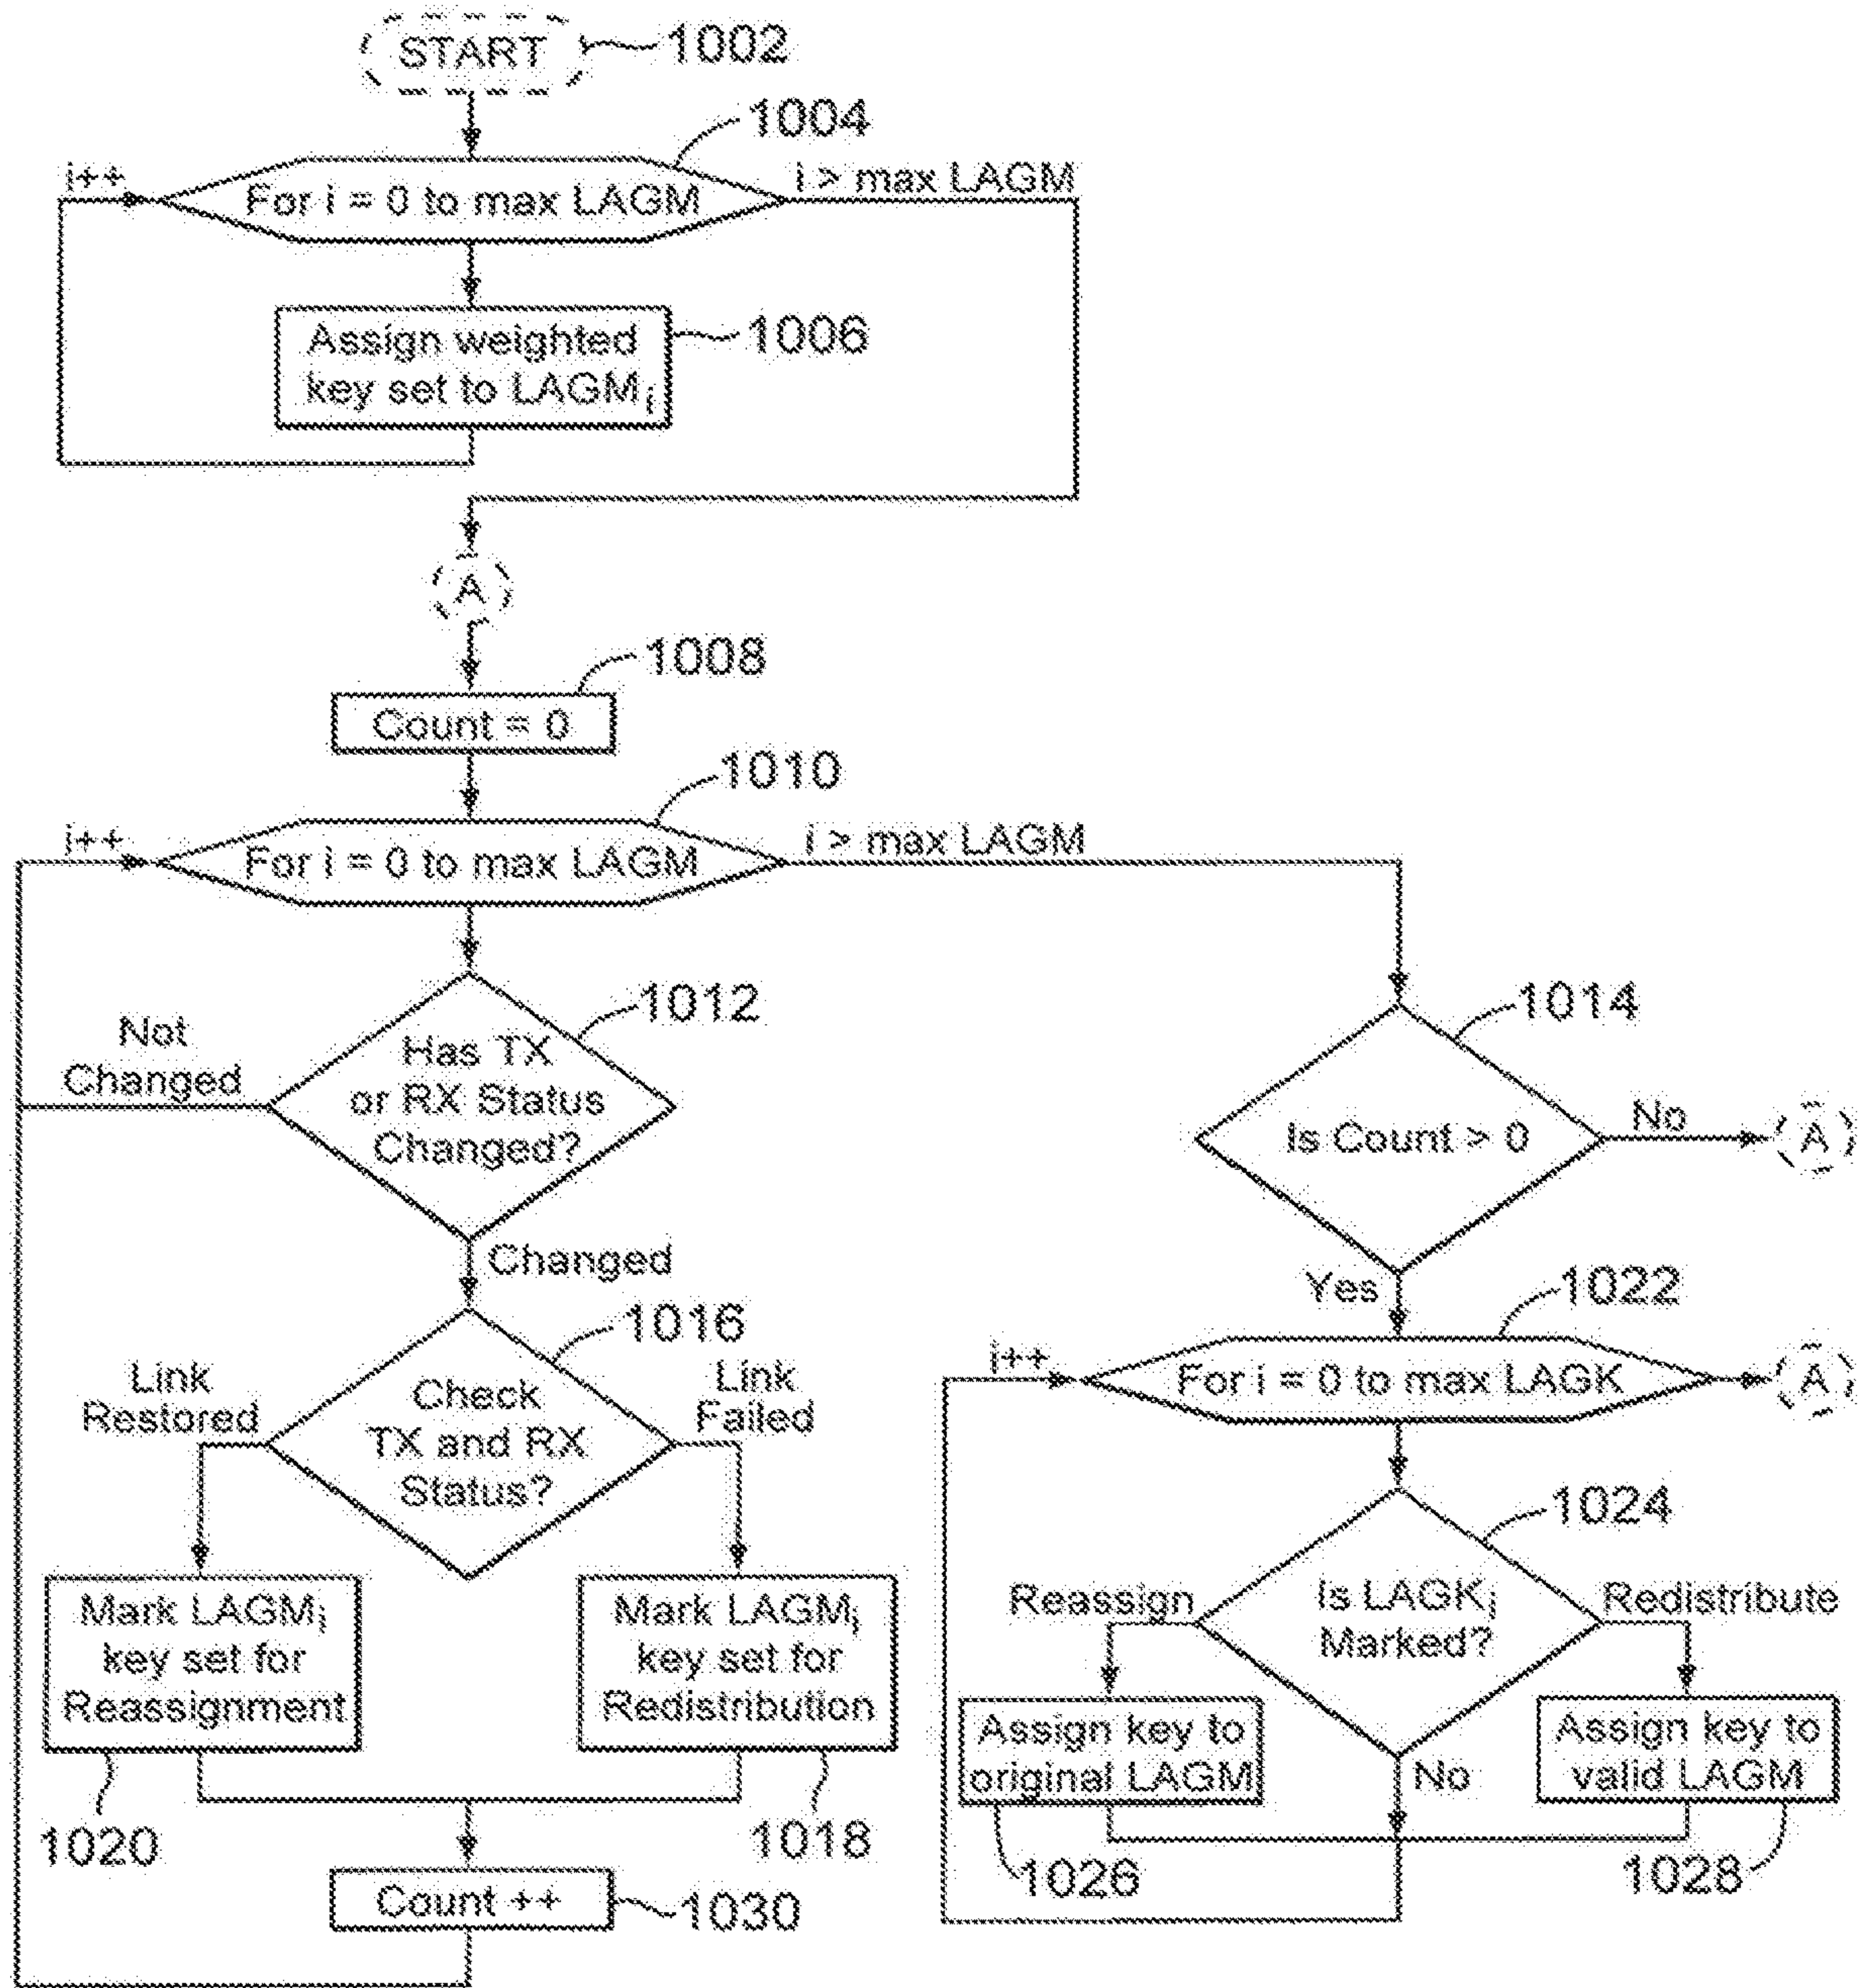 START
1002
1004
i++
For i = 0 to max LAGM
i > max LAGM
Assign weighted
key set to LAGMi
1006
A
1008
Count = 0
1010
i++
For i = 0 to max LAGM
i > max LAGM
1012
Has TX
or RX Status
Changed?
Not
Changed
Changed
1014
Is Count > 0
No
A
Yes
1016
Check
TX and RX
Status?
Link
Restored
Link
Failed
1022
i++
For i = 0 to max LAGK
A
Mark LAGMi
key set for
Reassignment
1020
Mark LAGMi
key set for
Redistribution
1018
1024
Is LAGKi
Marked?
Reassign
Redistribute
No
Assign key to
original LAGM
1026
Assign key to
valid LAGM
1028
Count ++
1030